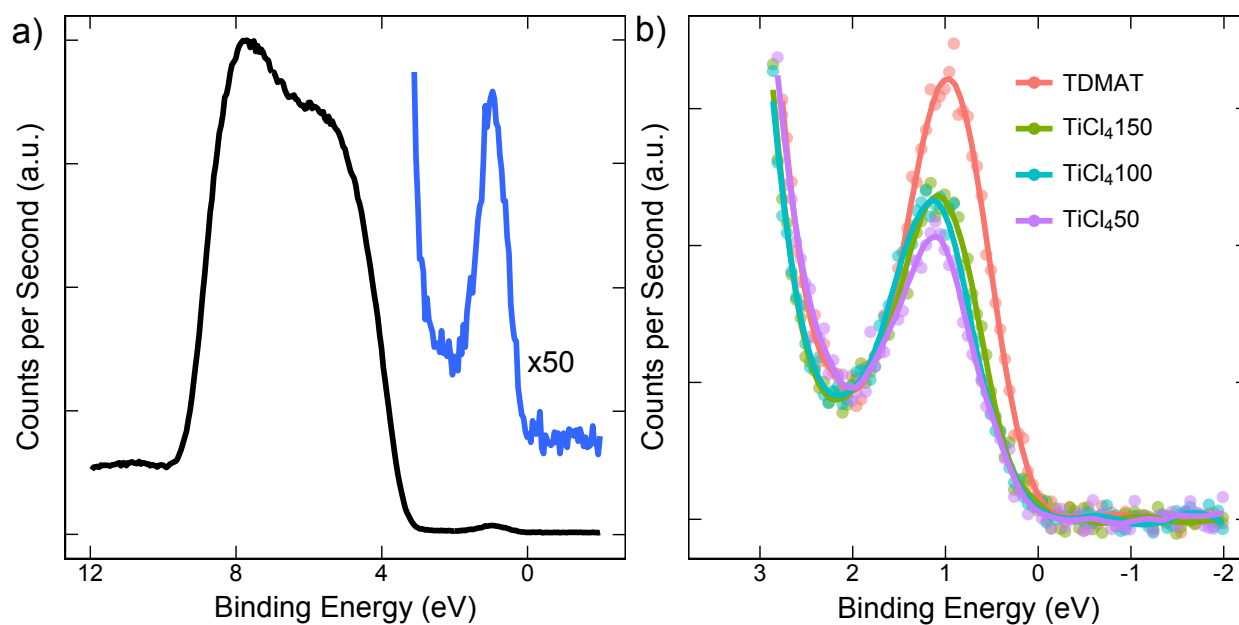 a)
Counts per Second (a.u.)
x50
12 8 4 0
Binding Energy (eV)
b)
Counts per Second (a.u.)
TDMAT
TiCl₄150
TiCl₄100
TiCl₄50
3 2 1 0 -1 -2
Binding Energy (eV)